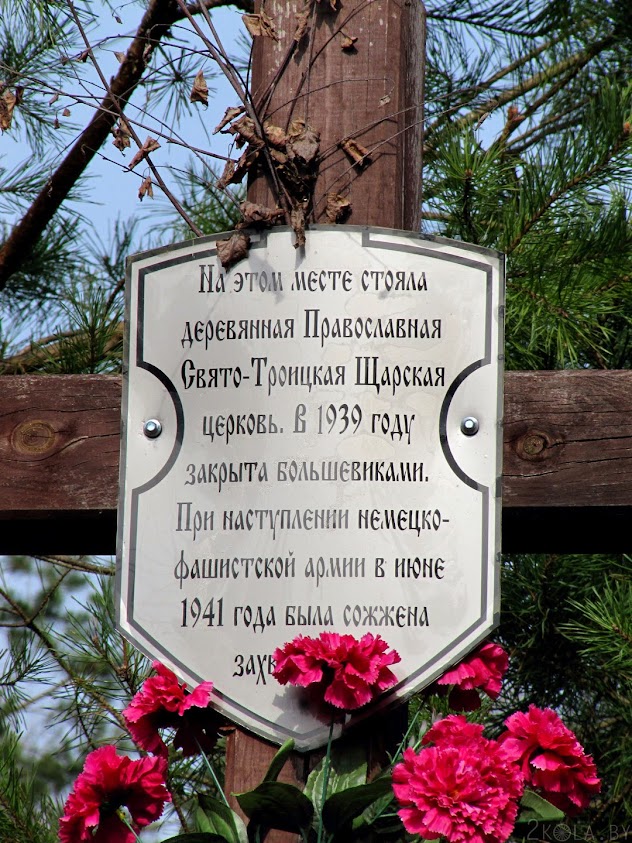 На этом месте стояла
деревянная Православная
Свято-Троицкая Щарская
церковь. В 1939 году
закрыта большевиками.
При наступлении немецко-
фашистской армии в июне
1941 года была сожжена
2KOLA.BY